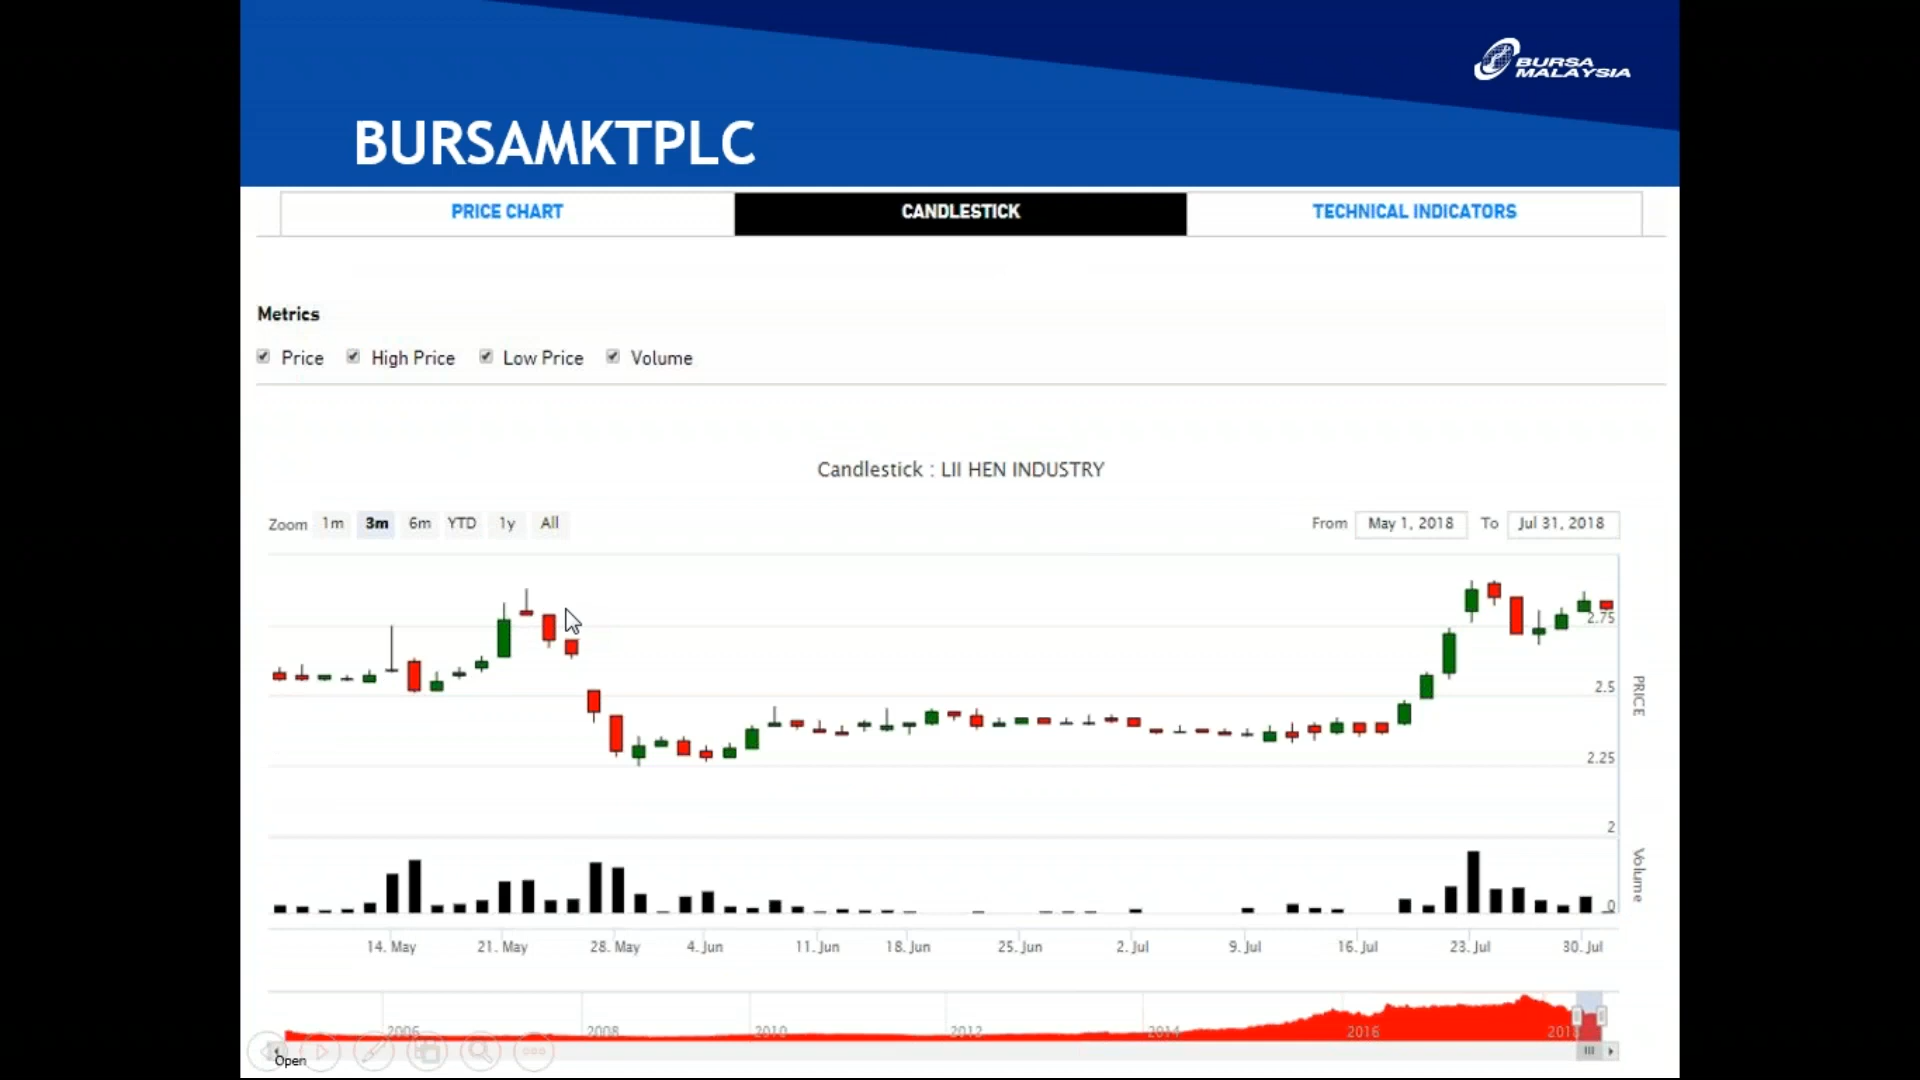 BURSA
MALAYSIA
BURSAMKTPLC
PRICE CHART CANDLESTICK TECHNICAL INDICATORS
Metrics
Price High Price Low Price Volume
Candlestick : LII HEN INDUSTRY
Zoom 1m 3m 6m YTD 1y All From May 1, 2018 To Jul 31, 2018
2.75
2.5
PRICE
2.25
2
Volume
0
14. May 21. May 28. May 4. Jun 11. Jun 18. Jun 25. Jun 2. Jul 9. Jul 16. Jul 23. Jul 30. Jul
2006 2008 2010 2012 2014 2016 2018
Open